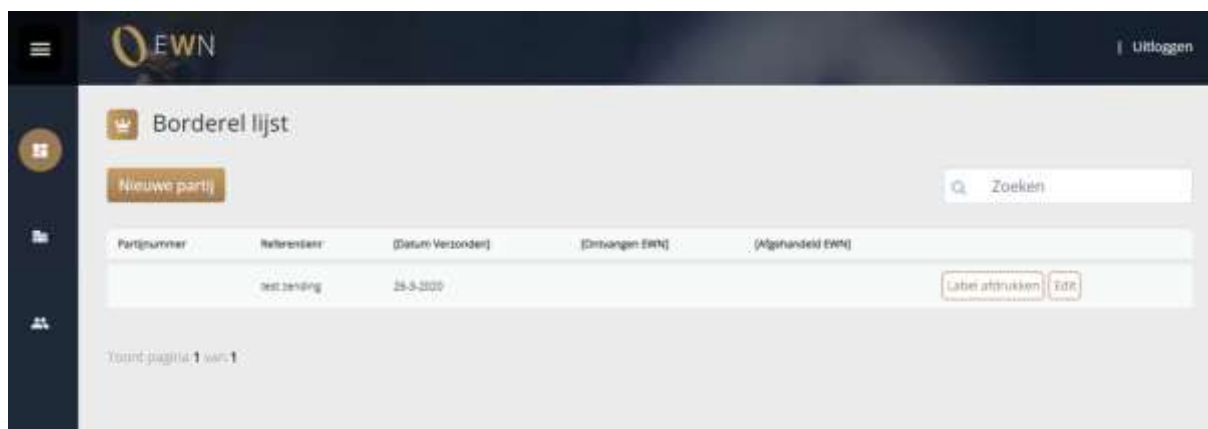 EWN
| Uitloggen
Borderel lijst
Nieuwe partij
Zoeken
Partijnummer Referentienr [Datum Verzonden] [Ontvangen EWN] [Afgehandeld EWN]
test zending 26-3-2020 Label afdrukken Edit
Toont pagina 1 van 1